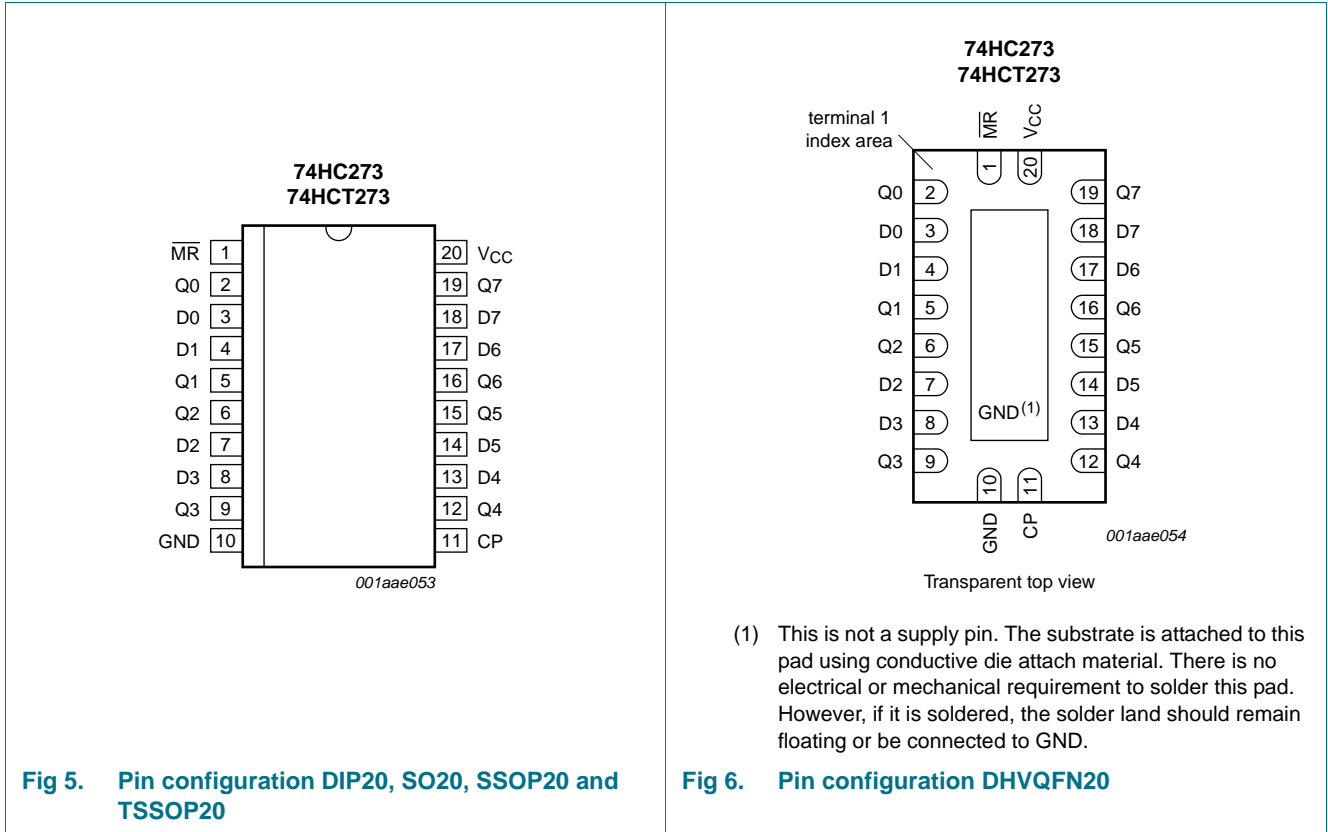 74HC273
74HCT273
MR 1
Q0 2
D0 3
D1 4
Q1 5
Q2 6
D2 7
D3 8
Q3 9
GND 10
20 VCC
19 Q7
18 D7
17 D6
16 Q6
15 Q5
14 D5
13 D4
12 Q4
11 CP
001aae053
Fig 5. Pin configuration DIP20, SO20, SSOP20 and
TSSOP20
74HC273
74HCT273
terminal 1
index area
MR
VCC
1
20
Q0 2
D0 3
D1 4
Q1 5
Q2 6
D2 7
D3 8
Q3 9
19 Q7
18 D7
17 D6
16 Q6
15 Q5
14 D5
13 D4
12 Q4
GND(1)
10
11
GND
CP
001aae054
Transparent top view
(1) This is not a supply pin. The substrate is attached to this
pad using conductive die attach material. There is no
electrical or mechanical requirement to solder this pad.
However, if it is soldered, the solder land should remain
floating or be connected to GND.
Fig 6. Pin configuration DHVQFN20